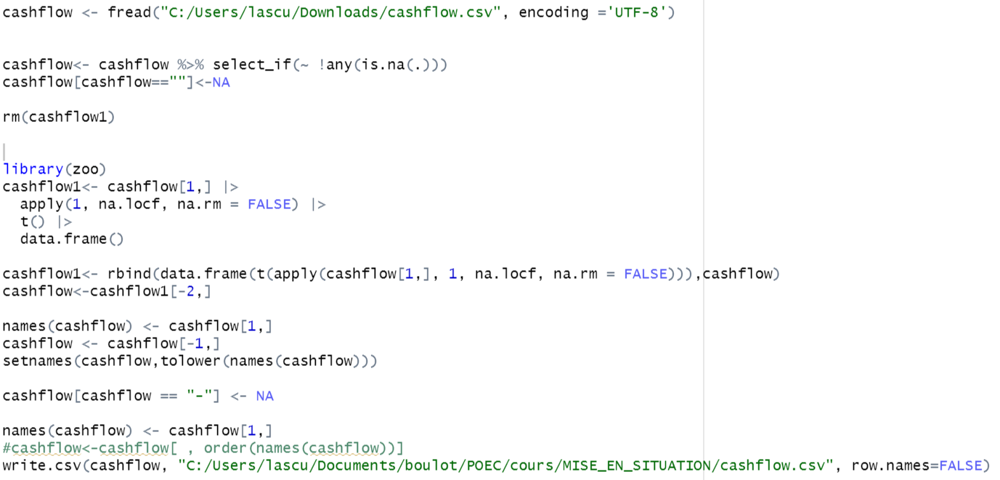 cashflow <- fread("C:/Users/lascu/Downloads/cashflow.csv", encoding ='UTF-8')
cashflow<- cashflow %>% select_if(~ !any(is.na(.)))
cashflow[cashflow==""]<-NA
rm(cashflow1)
library(zoo)
cashflow1<- cashflow[1,] |>
  apply(1, na.locf, na.rm = FALSE) |>
  t() |>
  data.frame()
cashflow1<- rbind(data.frame(t(apply(cashflow[1,], 1, na.locf, na.rm = FALSE))),cashflow)
cashflow<-cashflow1[-2,]
names(cashflow) <- cashflow[1,]
cashflow <- cashflow[-1,]
setnames(cashflow,tolower(names(cashflow)))
cashflow[cashflow == "-"] <- NA
names(cashflow) <- cashflow[1,]
#cashflow<-cashflow[ , order(names(cashflow))]
write.csv(cashflow, "C:/Users/lascu/Documents/boulot/POEC/cours/MISE_EN_SITUATION/cashflow.csv", row.names=FALSE)